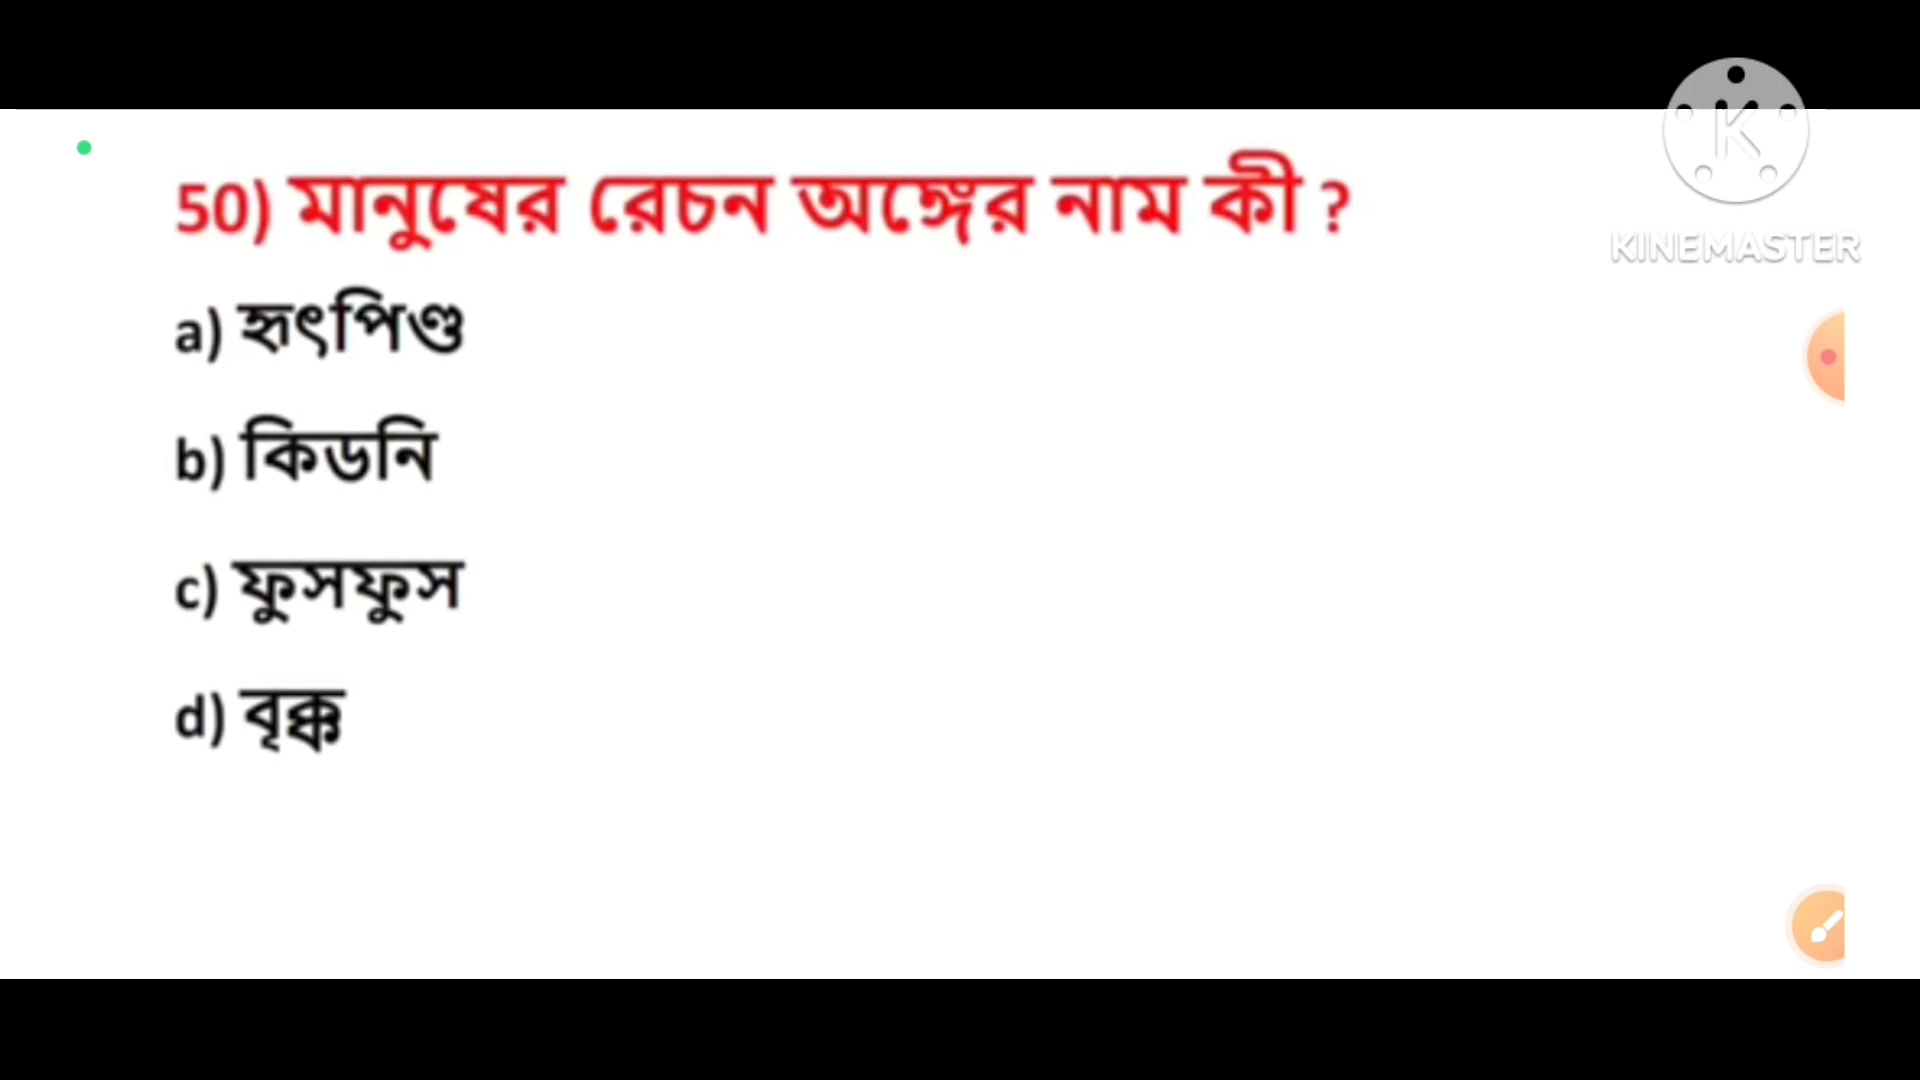 50) মানুষের রেচন অঙ্গের নাম কী ?
a) হৃৎপিণ্ড
b) কিডনি
c) ফুসফুস
d) বৃক্ক
K
KINEMASTER